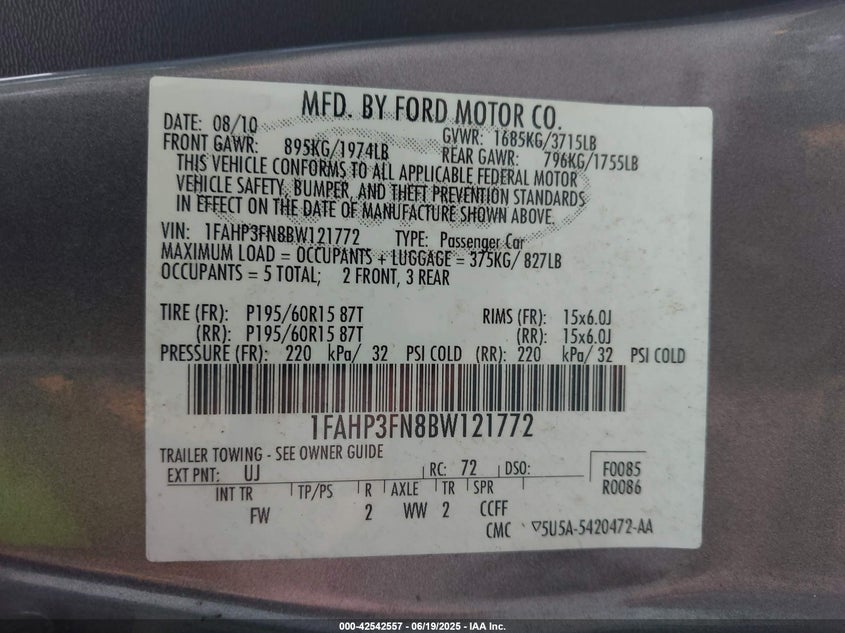 MFD. BY FORD MOTOR CO.
DATE: 08/10 GVWR: 1685KG/3715LB
FRONT GAWR: 895KG/1974LB REAR GAWR: 796KG/1755LB
THIS VEHICLE CONFORMS TO ALL APPLICABLE FEDERAL MOTOR
VEHICLE SAFETY, BUMPER, AND THEFT PREVENTION STANDARDS
IN EFFECT ON THE DATE OF MANUFACTURE SHOWN ABOVE.
VIN: 1FAHP3FN8BW121772 TYPE: Passenger Car
MAXIMUM LOAD = OCCUPANTS + LUGGAGE = 375KG/ 827LB
OCCUPANTS = 5 TOTAL; 2 FRONT, 3 REAR
TIRE (FR): P195/60R15 87T RIMS (FR): 15x6.0J
(RR): P195/60R15 87T (RR): 15x6.0J
PRESSURE (FR): 220 kPa/ 32 PSI COLD (RR): 220 kPa/ 32 PSI COLD
1FAHP3FN8BW121772
TRAILER TOWING - SEE OWNER GUIDE
EXT PNT: UJ RC: 72 DSO: F0085
INT TR TP/PS R AXLE TR SPR R0086
FW 2 WW 2 CCFF
CMC 5U5A-5420472-AA
000-42542557 - 06/19/2025 - IAA Inc.